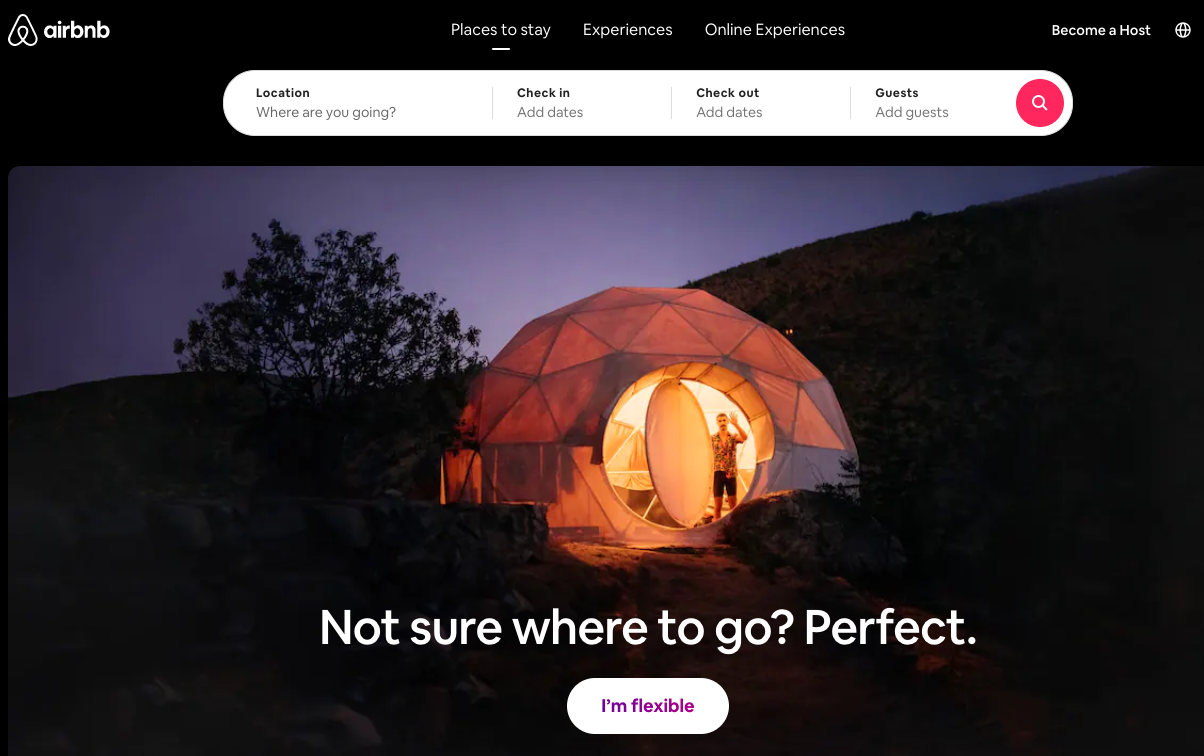 airbnb
Places to stay
Experiences
Online Experiences
Become a Host
Location
Where are you going?
Check in
Add dates
Check out
Add dates
Guests
Add guests
Not sure where to go? Perfect.
I’m flexible